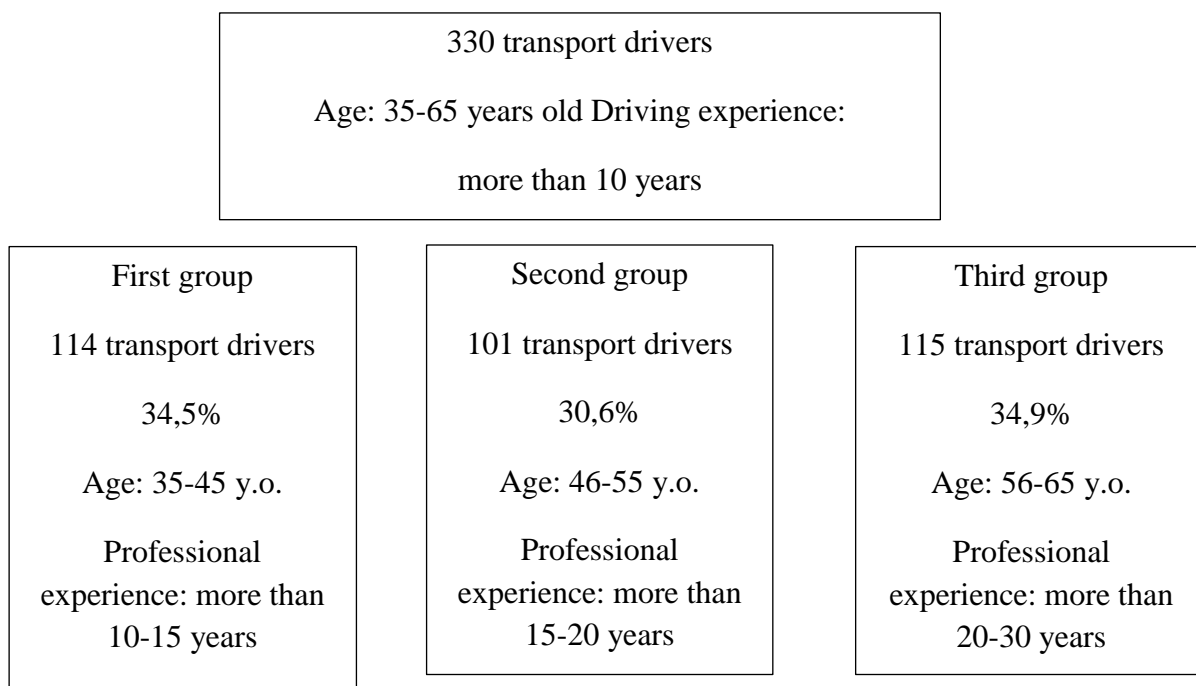 330 transport drivers
Age: 35-65 years old Driving experience:
more than 10 years
First group
114 transport drivers
34,5%
Age: 35-45 y.o.
Professional
experience: more than
10-15 years
Second group
101 transport drivers
30,6%
Age: 46-55 y.o.
Professional
experience: more than
15-20 years
Third group
115 transport drivers
34,9%
Age: 56-65 y.o.
Professional
experience: more than
20-30 years